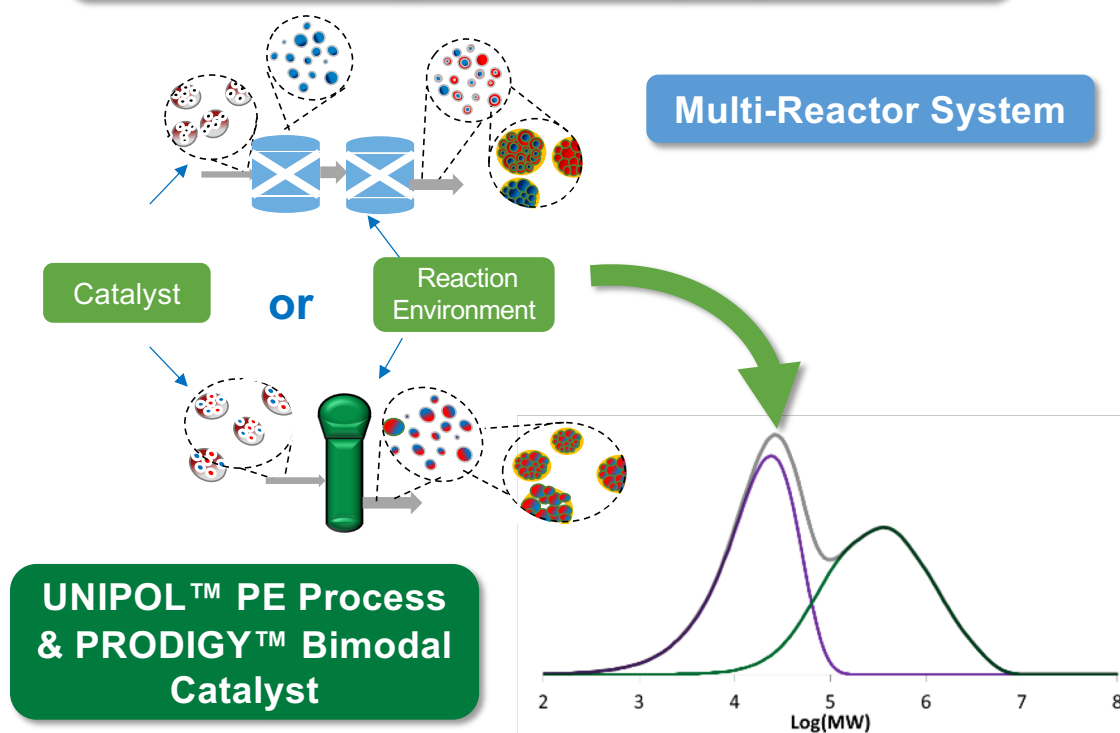 Multi-Reactor System
Catalyst
or
Reaction
Environment
UNIPOL™ PE Process
& PRODIGY™ Bimodal
Catalyst
2 3 4 5 6 7 8
Log(MW)